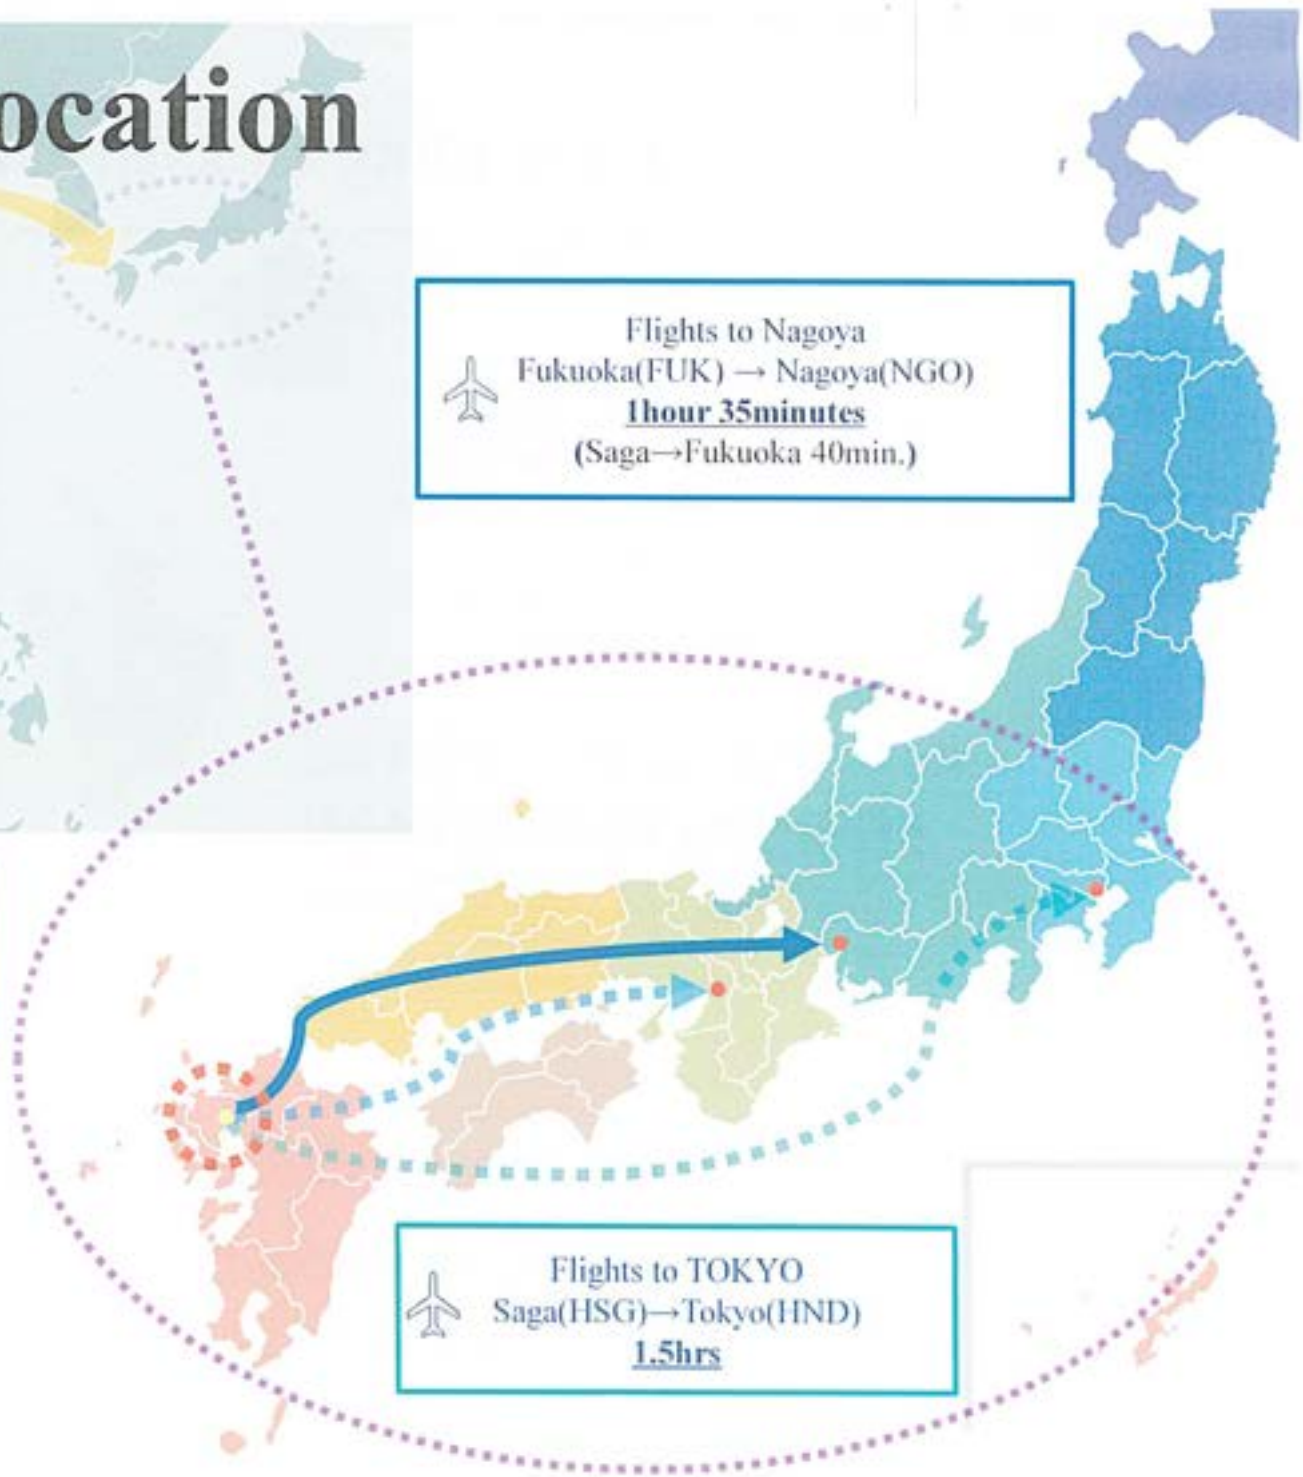 ocation
Flights to Nagoya
Fukuoka(FUK) → Nagoya(NGO)
1hour 35minutes
(Saga→Fukuoka 40min.)
Flights to TOKYO
Saga(HSG)→Tokyo(HND)
1.5hrs